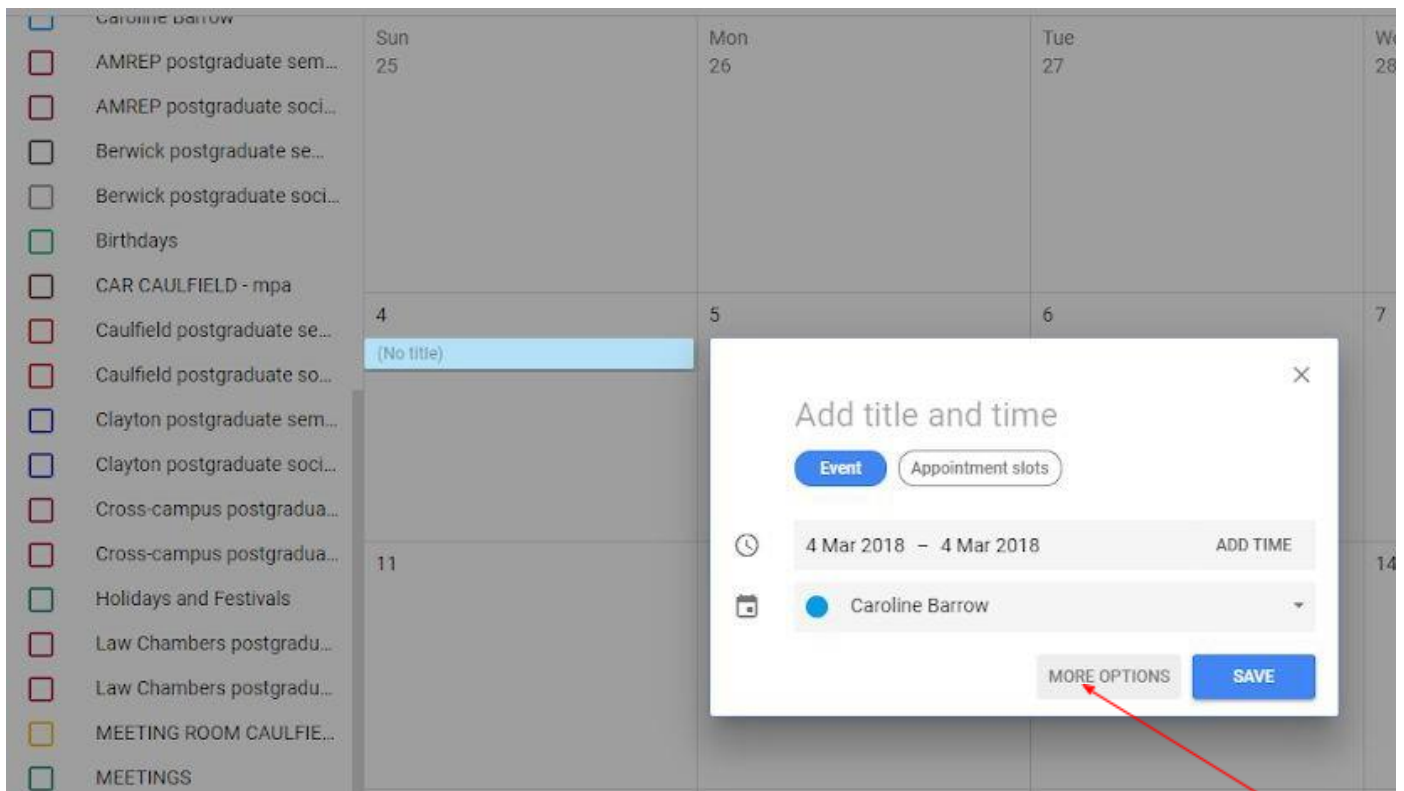 Caroline Barrow
AMREP postgraduate sem...
AMREP postgraduate soci...
Berwick postgraduate se...
Berwick postgraduate soci...
Birthdays
CAR CAULFIELD - mpa
Caulfield postgraduate se...
Caulfield postgraduate so...
Clayton postgraduate sem...
Clayton postgraduate soci...
Cross-campus postgradua...
Cross-campus postgradua...
Holidays and Festivals
Law Chambers postgradu...
Law Chambers postgradu...
MEETING ROOM CAULFIE...
MEETINGS
Sun Mon Tue We
25 26 27 28
4 5 6 7
(No title)
Add title and time
Event Appointment slots
4 Mar 2018 – 4 Mar 2018 ADD TIME
Caroline Barrow
MORE OPTIONS SAVE
11 14